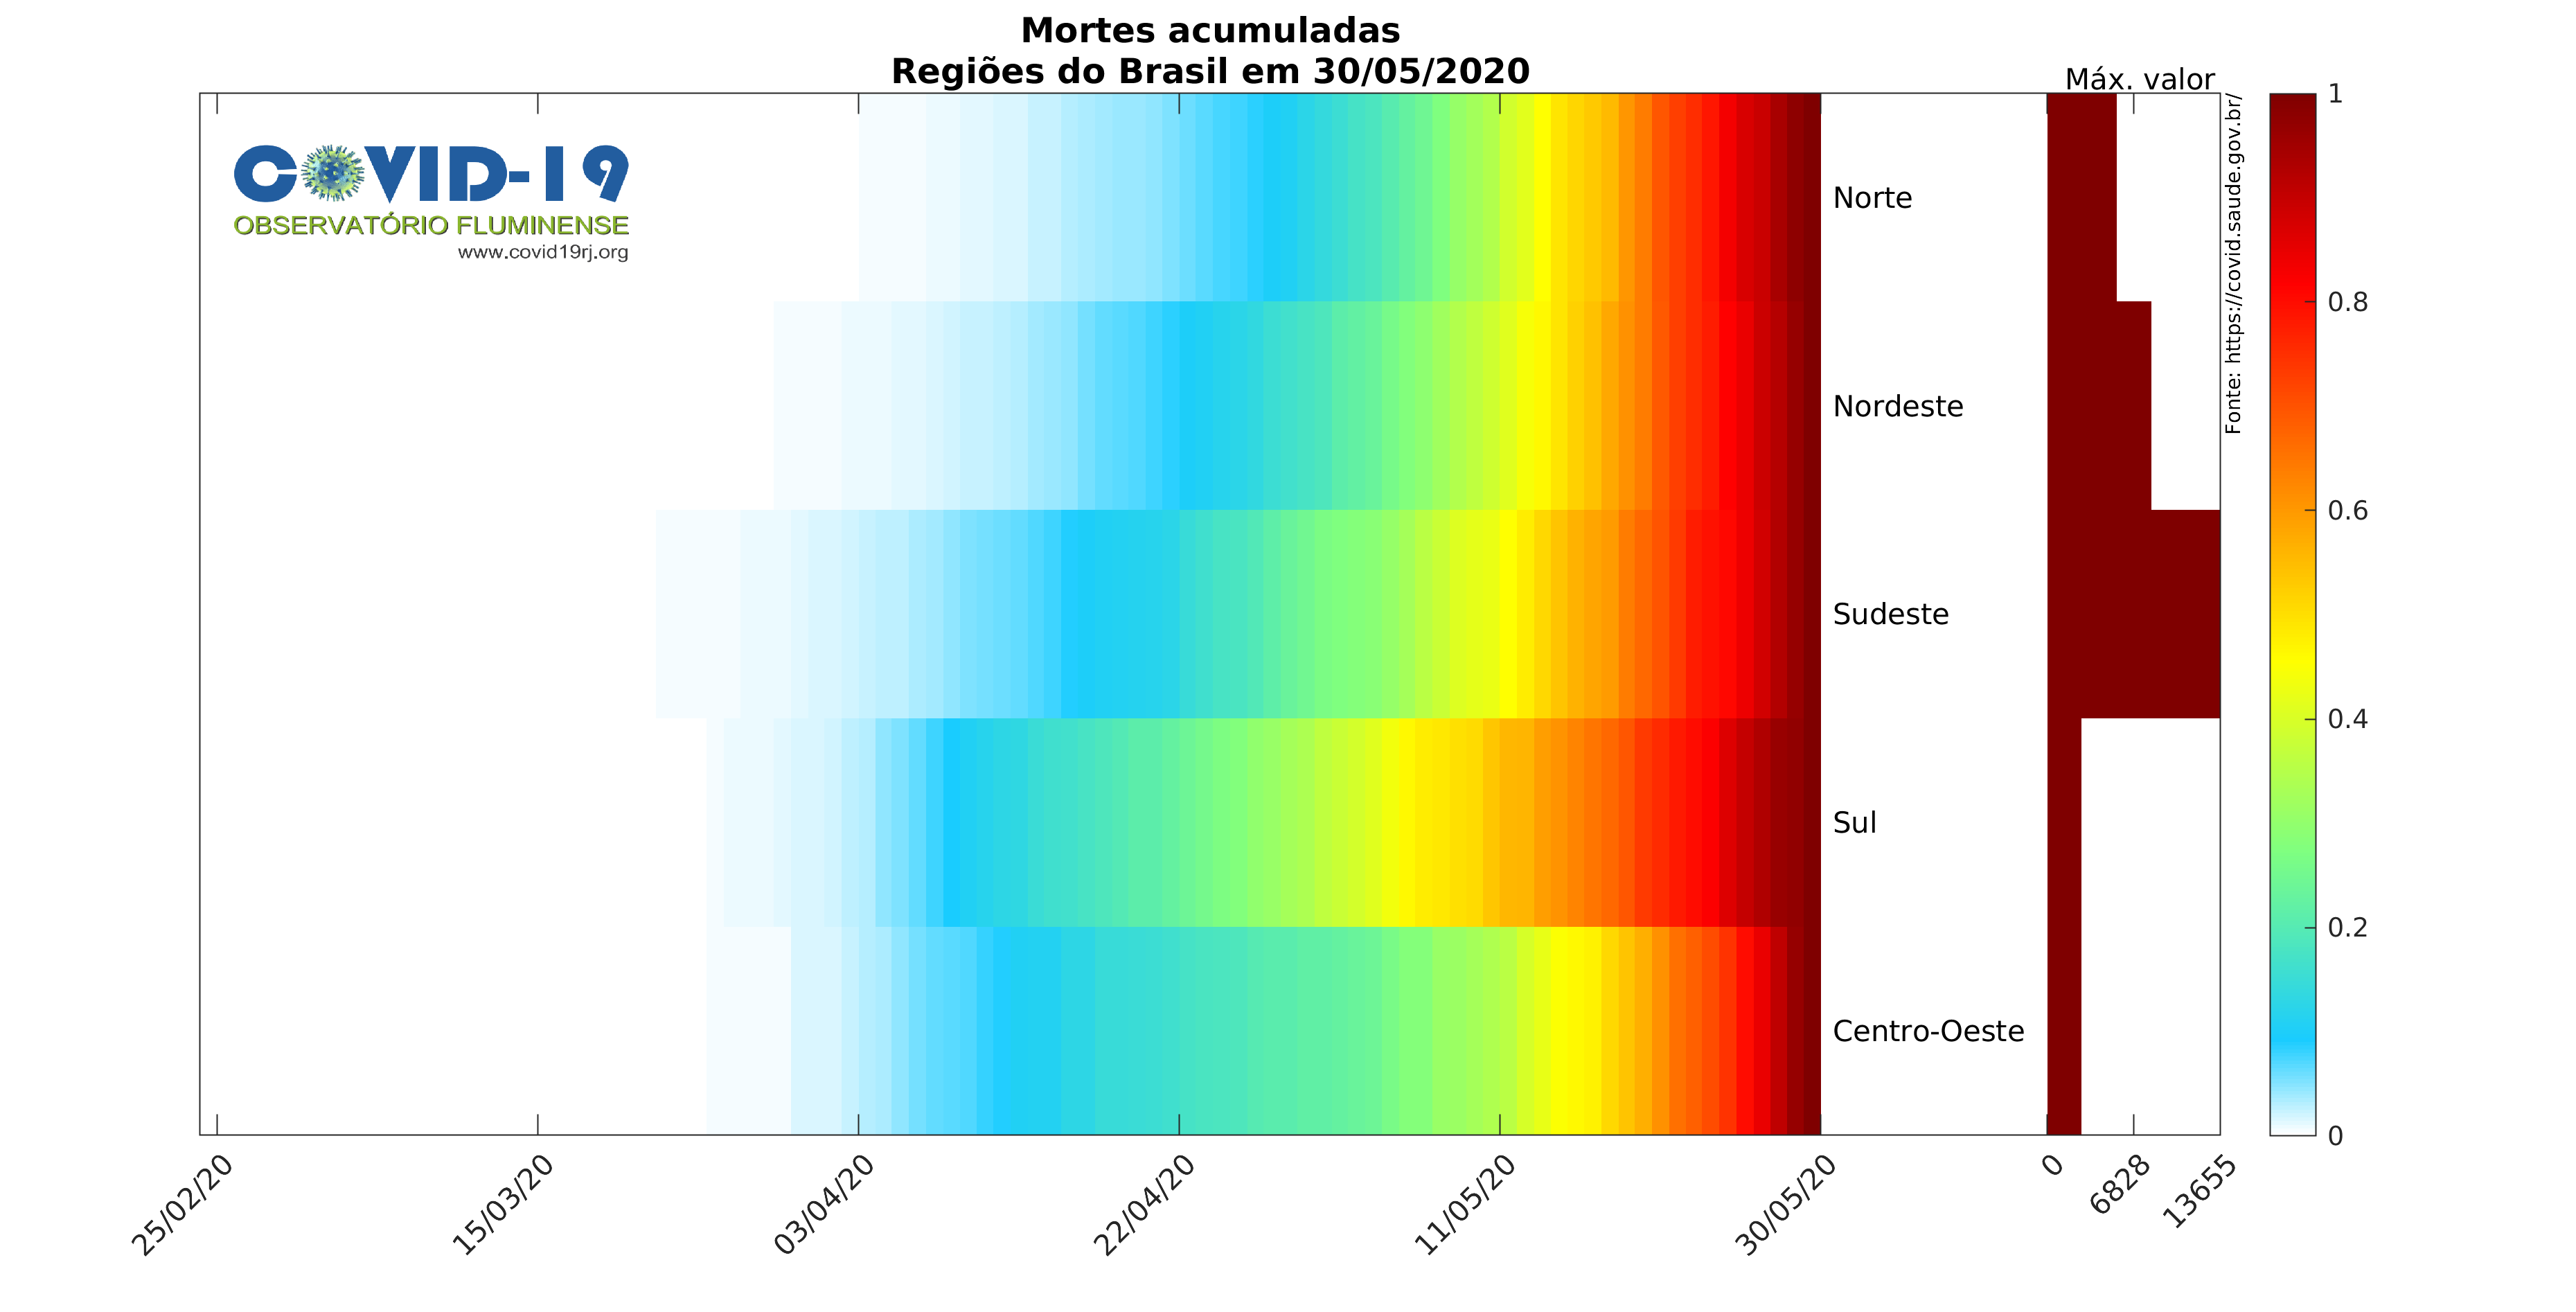 Mortes acumuladas
Regiões do Brasil em 30/05/2020
COVID-19
OBSERVATÓRIO FLUMINENSE
www.covid19rj.org
Norte
Nordeste
Sudeste
Sul
Centro-Oeste
25/02/20
15/03/20
03/04/20
22/04/20
11/05/20
30/05/20
Máx. valor
0
6828
13655
Fonte: https://covid.saude.gov.br/
1
0.8
0.6
0.4
0.2
0